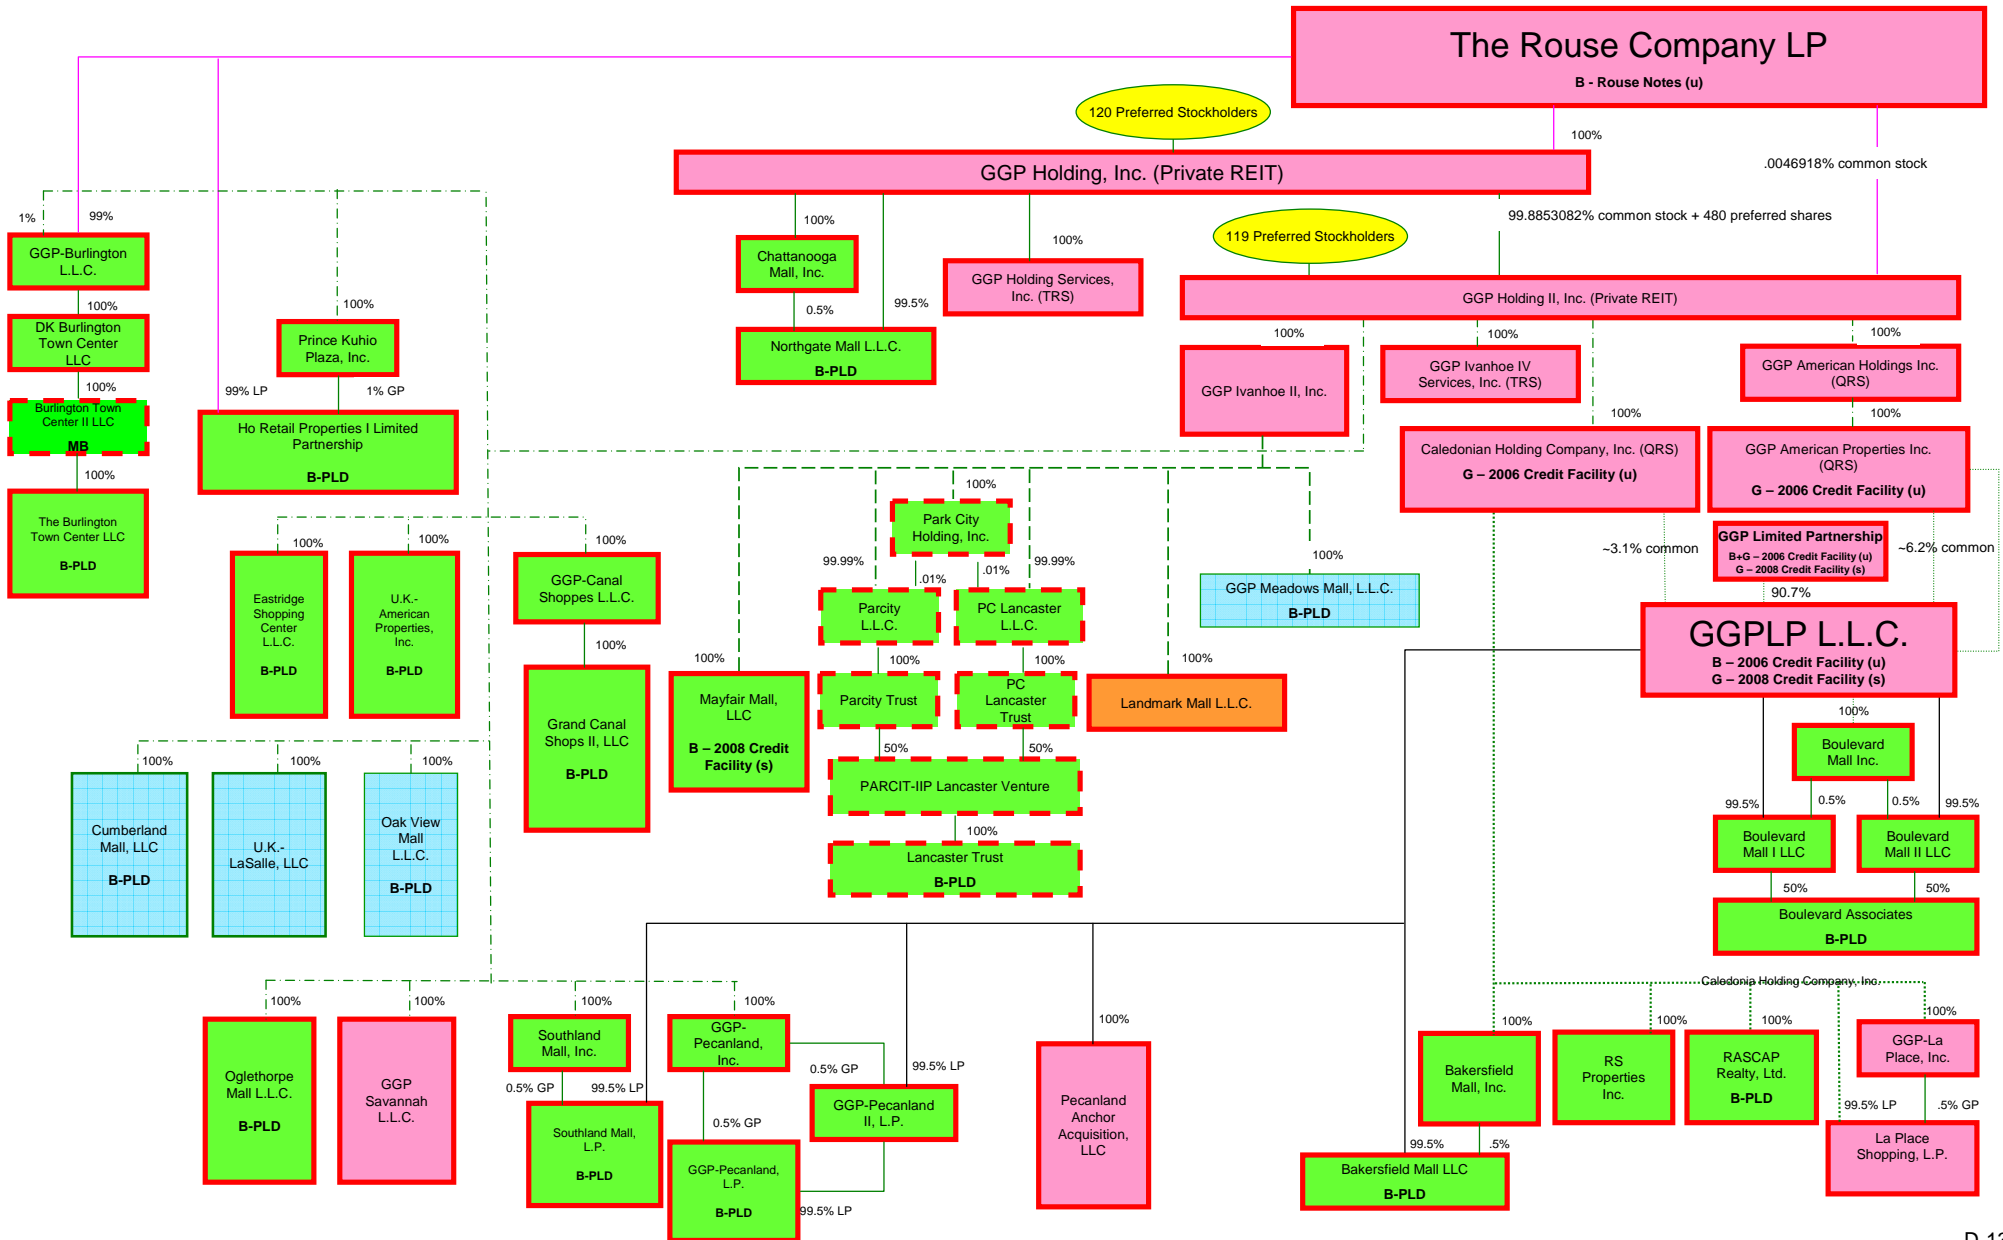 The Rouse Company LP
B - Rouse Notes (u)
120 Preferred Stockholders
100%
.0046918% common stock
GGP Holding, Inc. (Private REIT)
1%
99%
100%
99.8853082% common stock + 480 preferred shares
119 Preferred Stockholders
GGP-Burlington
L.L.C.
Chattanooga
Mall, Inc.
100%
GGP Holding Services,
Inc. (TRS)
GGP Holding II, Inc. (Private REIT)
100%
100%
0.5%
99.5%
DK Burlington
Town Center
LLC
Prince Kuhio
Plaza, Inc.
Northgate Mall L.L.C.
B-PLD
100%
100%
100%
GGP Ivanhoe II, Inc.
GGP Ivanhoe IV
Services, Inc. (TRS)
GGP American Holdings Inc.
(QRS)
100%
99% LP
1% GP
Burlington Town
Center II LLC
MB
Ho Retail Properties I Limited
Partnership
B-PLD
100%
100%
Caledonian Holding Company, Inc. (QRS)
G – 2006 Credit Facility (u)
GGP American Properties Inc.
(QRS)
G – 2006 Credit Facility (u)
100%
The Burlington
Town Center LLC
B-PLD
100%
Park City
Holding, Inc.
GGP Limited Partnership
B+G – 2006 Credit Facility (u)
G – 2008 Credit Facility (s)
~3.1% common
~6.2% common
90.7%
100%
100%
100%
99.99%
.01%
.01%
99.99%
100%
Eastridge
Shopping
Center
L.L.C.
B-PLD
U.K.-
American
Properties,
Inc.
B-PLD
GGP-Canal
Shoppes L.L.C.
Parcity
L.L.C.
PC Lancaster
L.L.C.
GGP Meadows Mall, L.L.C.
B-PLD
GGPLP L.L.C.
B – 2006 Credit Facility (u)
G – 2008 Credit Facility (s)
100%
100%
100%
100%
100%
Mayfair Mall,
LLC
B – 2008 Credit
Facility (s)
Parcity Trust
PC
Lancaster
Trust
Landmark Mall L.L.C.
Grand Canal
Shops II, LLC
B-PLD
100%
Boulevard
Mall Inc.
50%
50%
100%
100%
100%
PARCIT-IIP Lancaster Venture
99.5%
0.5%
0.5%
99.5%
Cumberland
Mall, LLC
B-PLD
U.K.-
LaSalle, LLC
Oak View
Mall
L.L.C.
B-PLD
100%
Lancaster Trust
B-PLD
Boulevard
Mall I LLC
Boulevard
Mall II LLC
50%
50%
Boulevard Associates
B-PLD
Caledonia Holding Company, Inc.
100%
100%
100%
100%
100%
100%
100%
100%
100%
Oglethorpe
Mall L.L.C.
B-PLD
GGP
Savannah
L.L.C.
Southland
Mall, Inc.
GGP-
Pecanland,
Inc.
Pecanland
Anchor
Acquisition,
LLC
Bakersfield
Mall, Inc.
RS
Properties
Inc.
RASCAP
Realty, Ltd.
B-PLD
GGP-La
Place, Inc.
0.5% GP
99.5% LP
0.5% GP
99.5% LP
GGP-Pecanland
II, L.P.
99.5% LP
.5% GP
Southland Mall,
L.P.
B-PLD
0.5% GP
99.5%
.5%
La Place
Shopping, L.P.
GGP-Pecanland,
L.P.
B-PLD
99.5% LP
Bakersfield Mall LLC
B-PLD